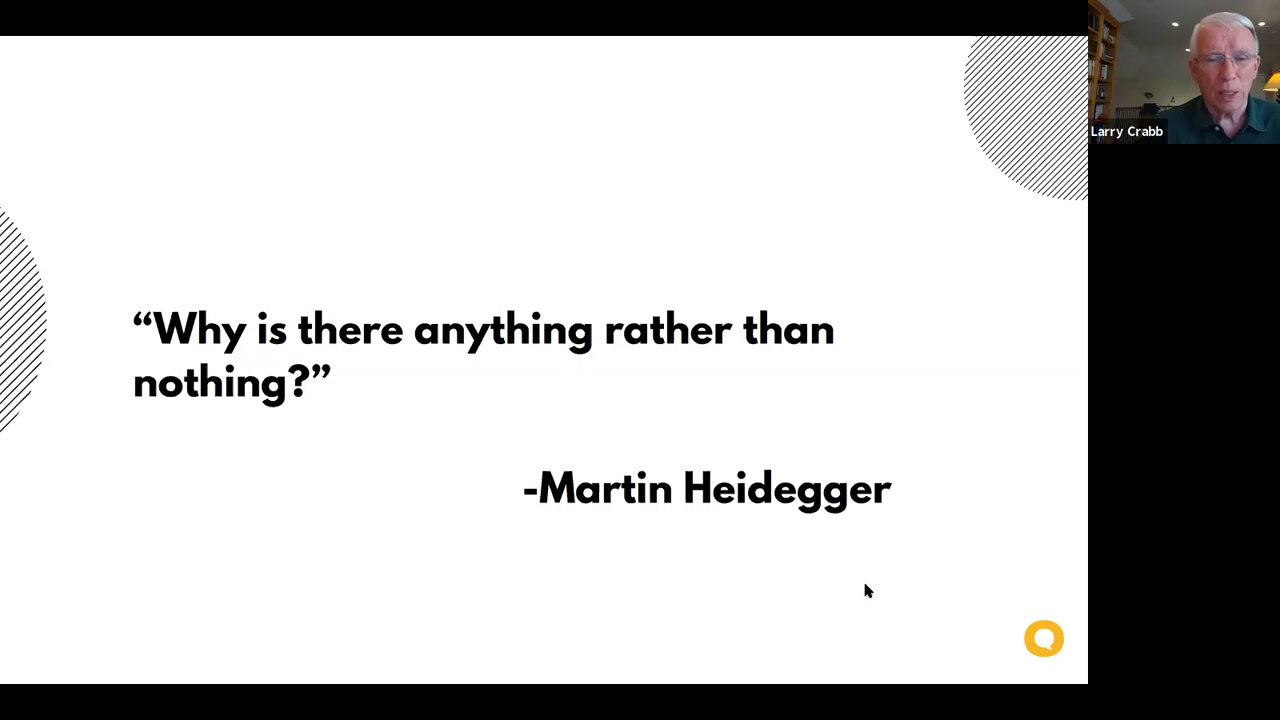 Larry Crabb
“Why is there anything rather than
nothing?”
-Martin Heidegger